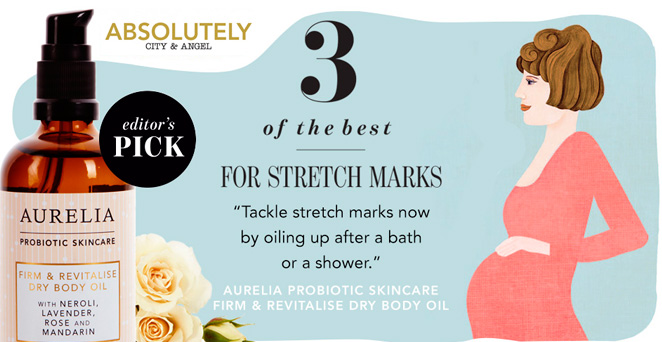 ABSOLUTELY
CITY & ANGEL
editor's
PICK
3
of the best
FOR STRETCH MARKS
“Tackle stretch marks now
by oiling up after a bath
or a shower.”
AURELIA PROBIOTIC SKINCARE
FIRM & REVITALISE DRY BODY OIL
AURELIA
PROBIOTIC SKINCARE
FIRM & REVITALISE
DRY BODY OIL
WITH NEROLI,
LAVENDER,
ROSE AND
MANDARIN